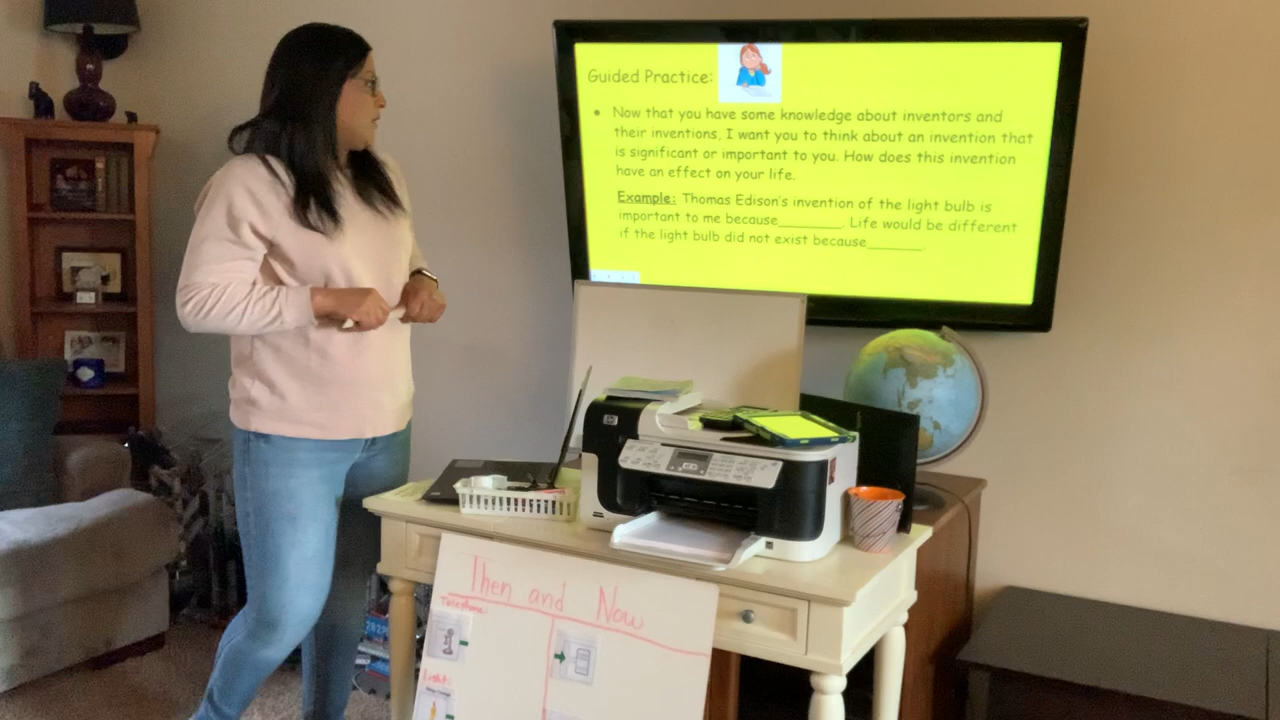 Guided Practice:
• Now that you have some knowledge about inventors and
their inventions, I want you to think about an invention that
is significant or important to you. How does this invention
have an effect on your life.
Example: Thomas Edison's invention of the light bulb is
important to me because________. Life would be different
if the light bulb did not exist because_______.
hp
Then and Now
Telephone
Light